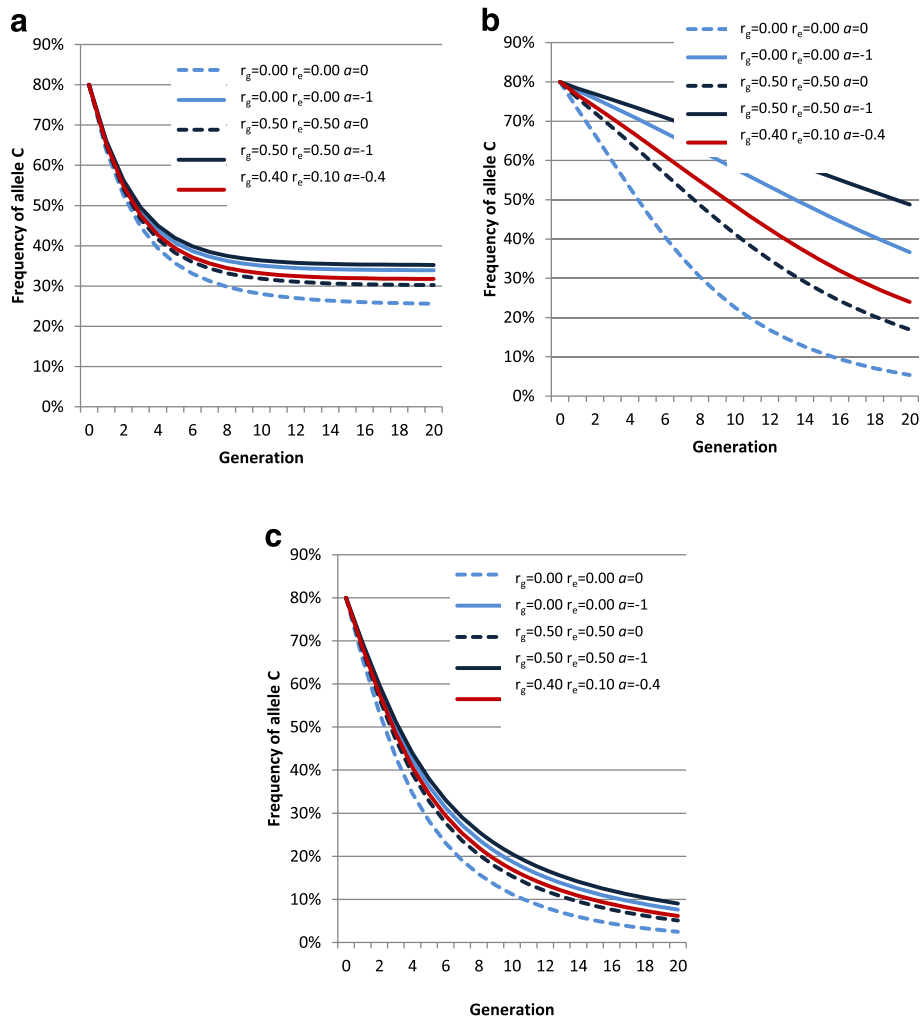 a
90%
80%
70%
60%
50%
40%
30%
20%
10%
0%
Frequency of allele C
0 2 4 6 8 10 12 14 16 18 20
Generation
rg=0.00 re=0.00 a=0
rg=0.00 re=0.00 a=-1
rg=0.50 re=0.50 a=0
rg=0.50 re=0.50 a=-1
rg=0.40 re=0.10 a=-0.4
b
90%
80%
70%
60%
50%
40%
30%
20%
10%
0%
Frequency of allele C
0 2 4 6 8 10 12 14 16 18 20
Generation
rg=0.00 re=0.00 a=0
rg=0.00 re=0.00 a=-1
rg=0.50 re=0.50 a=0
rg=0.50 re=0.50 a=-1
rg=0.40 re=0.10 a=-0.4
c
90%
80%
70%
60%
50%
40%
30%
20%
10%
0%
Frequency of allele C
0 2 4 6 8 10 12 14 16 18 20
Generation
rg=0.00 re=0.00 a=0
rg=0.00 re=0.00 a=-1
rg=0.50 re=0.50 a=0
rg=0.50 re=0.50 a=-1
rg=0.40 re=0.10 a=-0.4